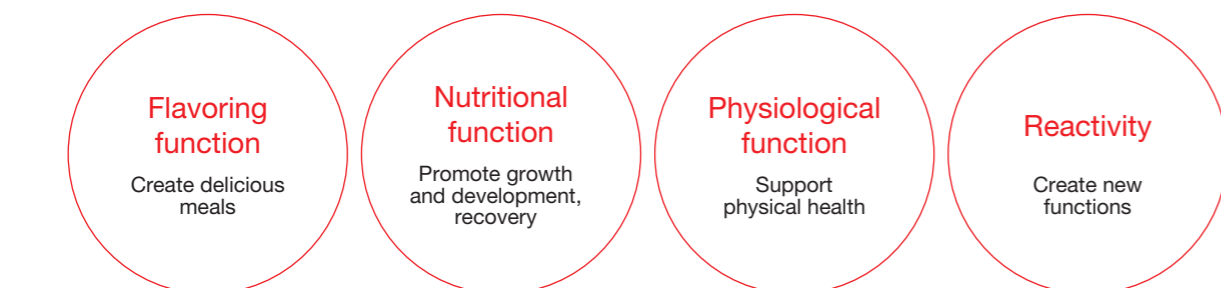 Flavoring
function
Create delicious
meals
Nutritional
function
Promote growth
and development,
recovery
Physiological
function
Support
physical health
Reactivity
Create new
functions